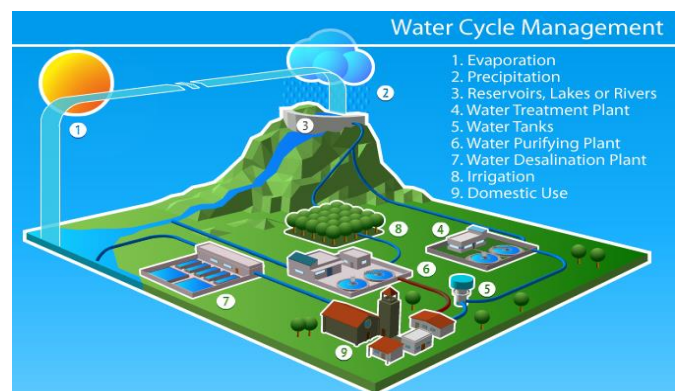 Water Cycle Management
1. Evaporation
2. Precipitation
3. Reservoirs, Lakes or Rivers
4. Water Treatment Plant
5. Water Tanks
6. Water Purifying Plant
7. Water Desalination Plant
8. Irrigation
9. Domestic Use
1
2
3
4
8
6
5
7
9